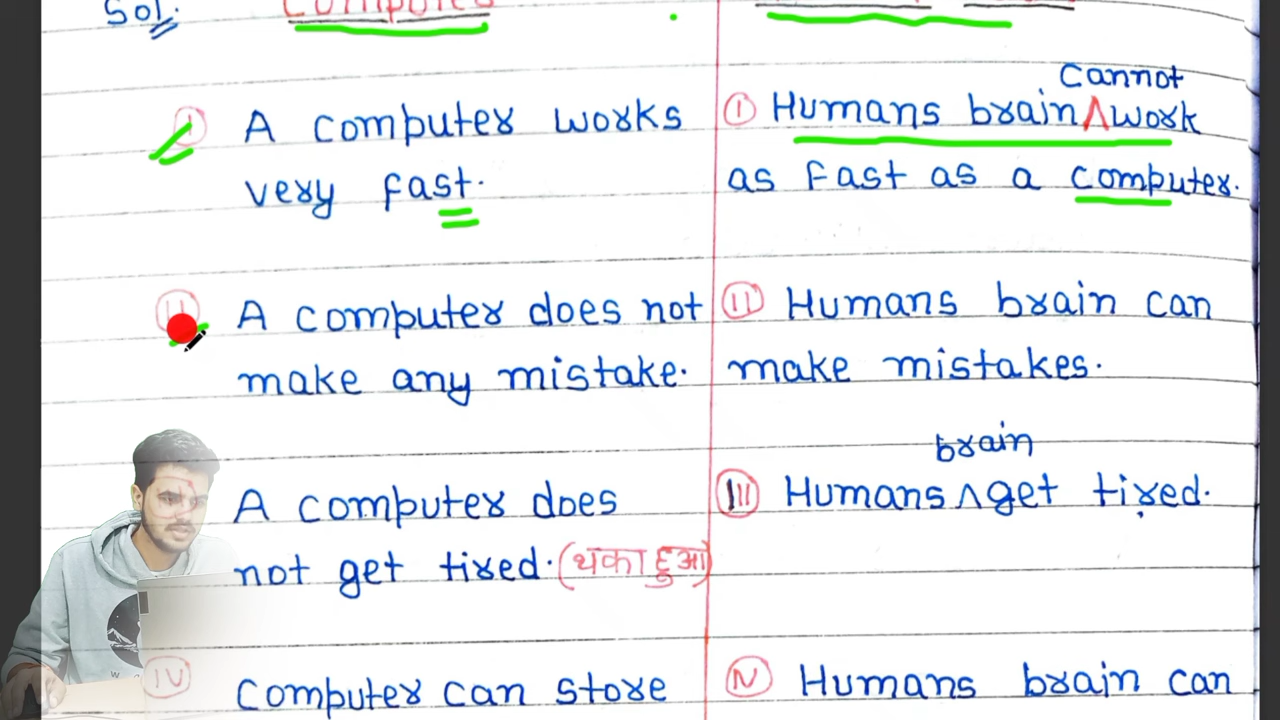 Sol.
Computer
(I) A computer works
very fast.
(II) A computer does not
make any mistake.
A computer does
not get tired. (थका हुआ)
(IV) Computer can store
(I) Humans brain ^ work
cannot
as fast as a computer.
(II) Humans brain can
make mistakes.
brain
(III) Humans ^ get tired.
(IV) Humans brain can